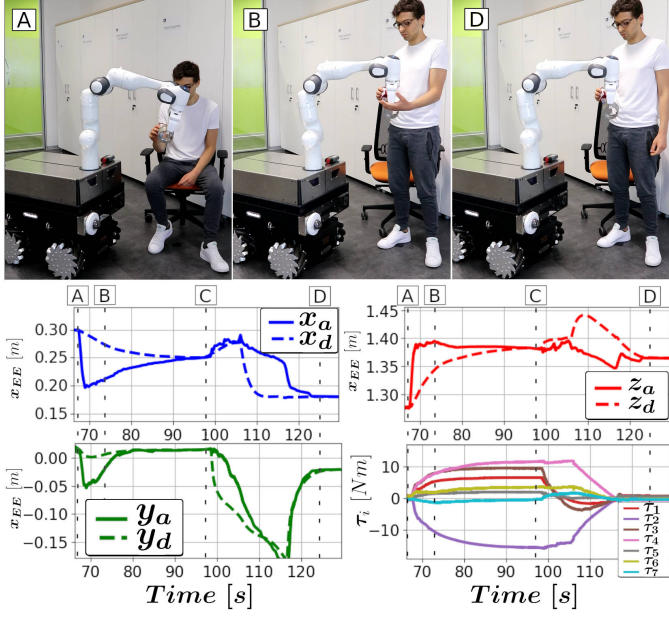 A
B
D
A
B
C
D
x_a
x_d
0.30
0.25
0.20
0.15
x_EE [m]
70
80
90
100
110
120
A
B
C
D
z_a
z_d
1.45
1.40
1.35
1.30
x_EE [m]
70
80
90
100
110
120
0.00
−0.05
−0.10
−0.15
x_EE [m]
y_a
y_d
70
80
90
100
110
120
Time [s]
10
0
−10
τ_i [Nm]
τ_1
τ_2
τ_3
τ_4
τ_5
τ_6
τ_7
70
80
90
100
110
Time [s]